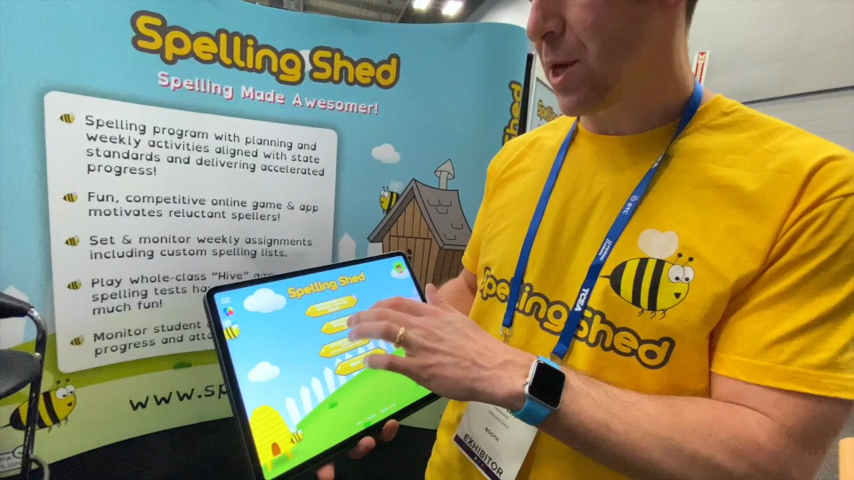 Spelling Shed
Spelling Made Awesomer!
Spelling program with planning and
weekly activities aligned with state
standards and delivering accelerated
progress!
Fun, competitive online game & app
motivates reluctant spellers!
Set & monitor weekly assignments
including custom spelling lists.
Play whole-class "Hive"
spelling tests
much fun!
Monitor student
progress and
www.
Spelling Shed
Spelling Shed
TCEA
EXHIBITOR
BOOTH